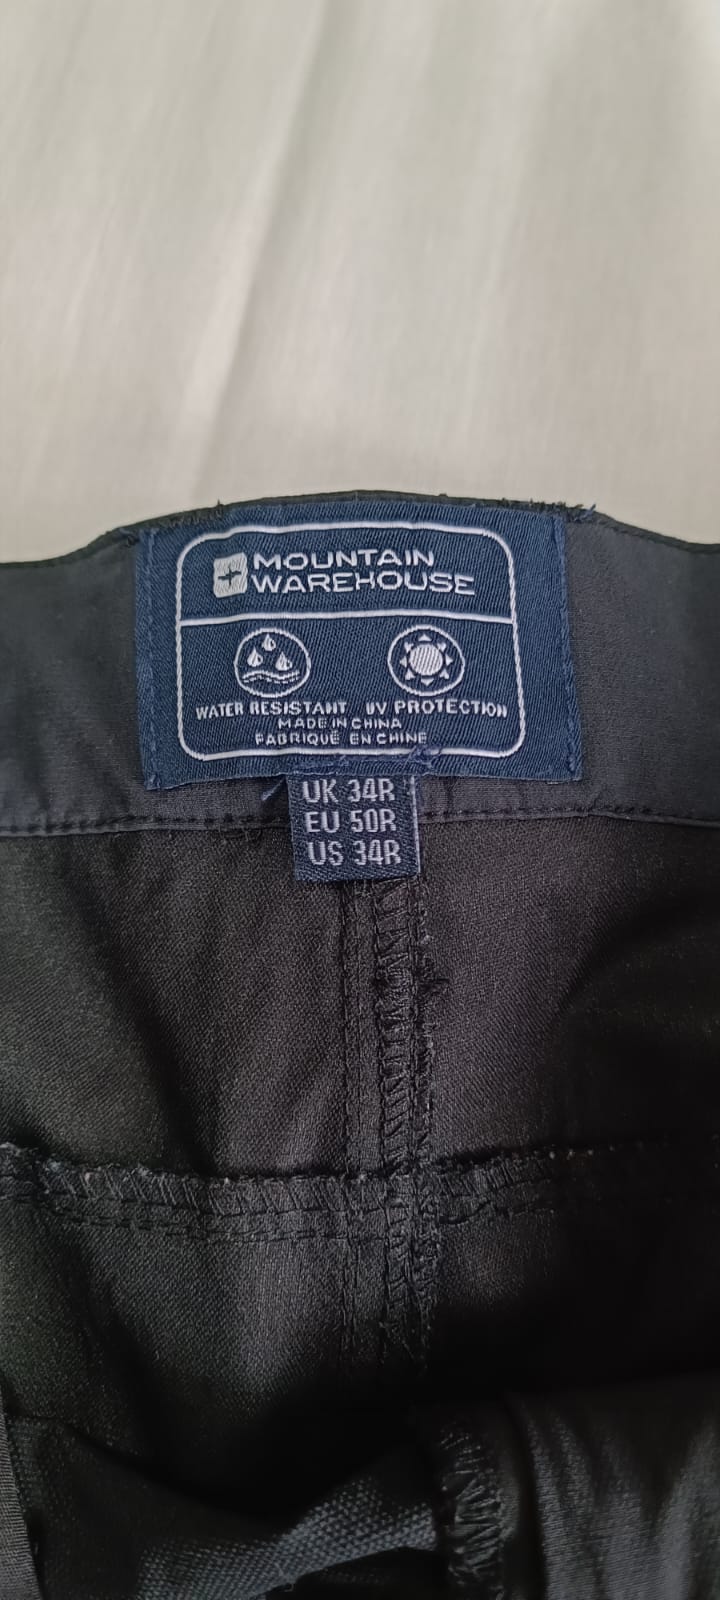 MOUNTAIN
WAREHOUSE
WATER RESISTANT UV PROTECTION
MADE IN CHINA
FABRIQUÉ EN CHINE
UK 34R
EU 50R
US 34R